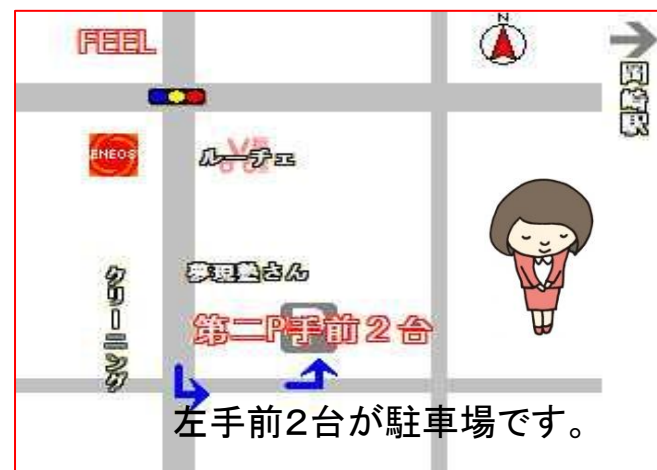 FEEL
N
岡崎駅
ENEOS
ルーチェ
夢現塾さん
クリーニング
第二P手前２台
左手前２台が駐車場です。